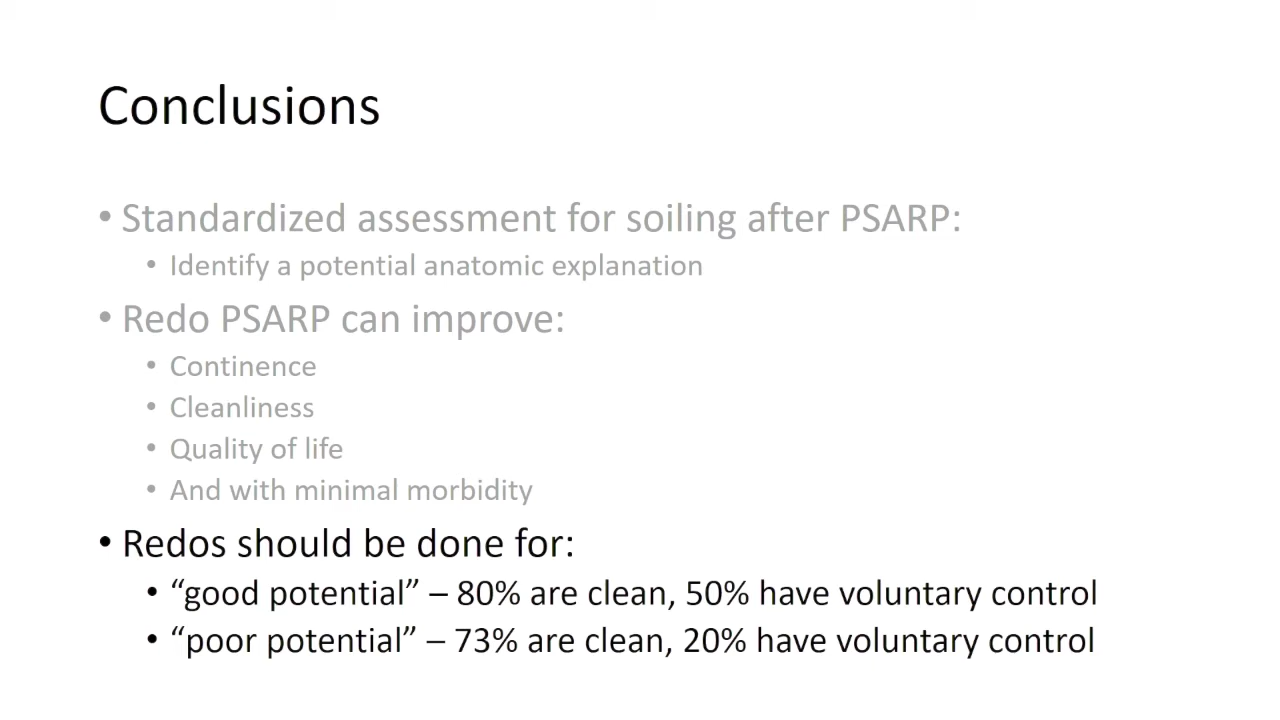 Conclusions
• Standardized assessment for soiling after PSARP:
• Identify a potential anatomic explanation
• Redo PSARP can improve:
• Continence
• Cleanliness
• Quality of life
• And with minimal morbidity
• Redos should be done for:
• “good potential” – 80% are clean, 50% have voluntary control
• “poor potential” – 73% are clean, 20% have voluntary control